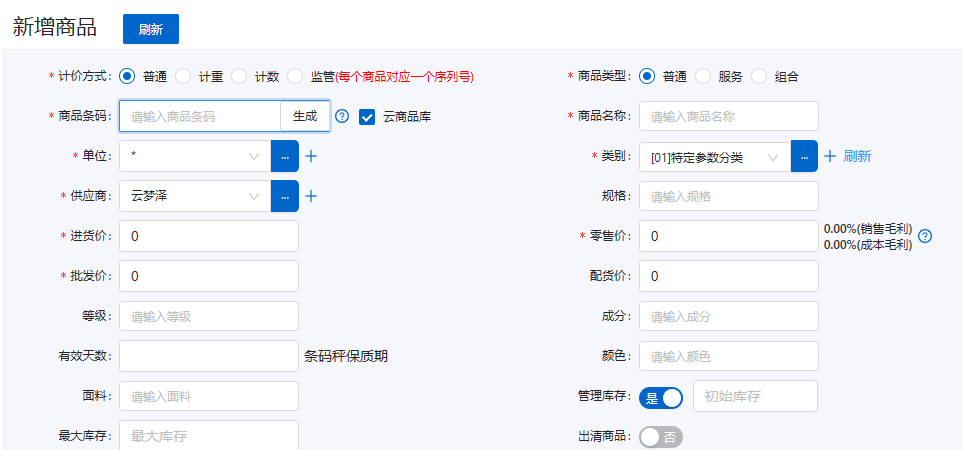 新增商品 刷新
* 计价方式: 普通 计重 计数 监管(每个商品对应一个序列号) * 商品类型: 普通 服务 组合
* 商品条码: 请输入商品条码 生成 ? 云商品库 * 商品名称: 请输入商品名称
* 单位: * ... + * 类别: [01]特定参数分类 ... + 刷新
* 供应商: 云梦泽 ... + 规格: 请输入规格
* 进货价: 0 * 零售价: 0 0.00%(销售毛利)
0.00%(成本毛利) ?
* 批发价: 0 配货价: 0
等级: 请输入等级 成分: 请输入成分
有效天数: 条码秤保质期 颜色: 请输入颜色
面料: 请输入面料 管理库存: 是 初始库存
最大库存: 最大库存 出清商品: 否